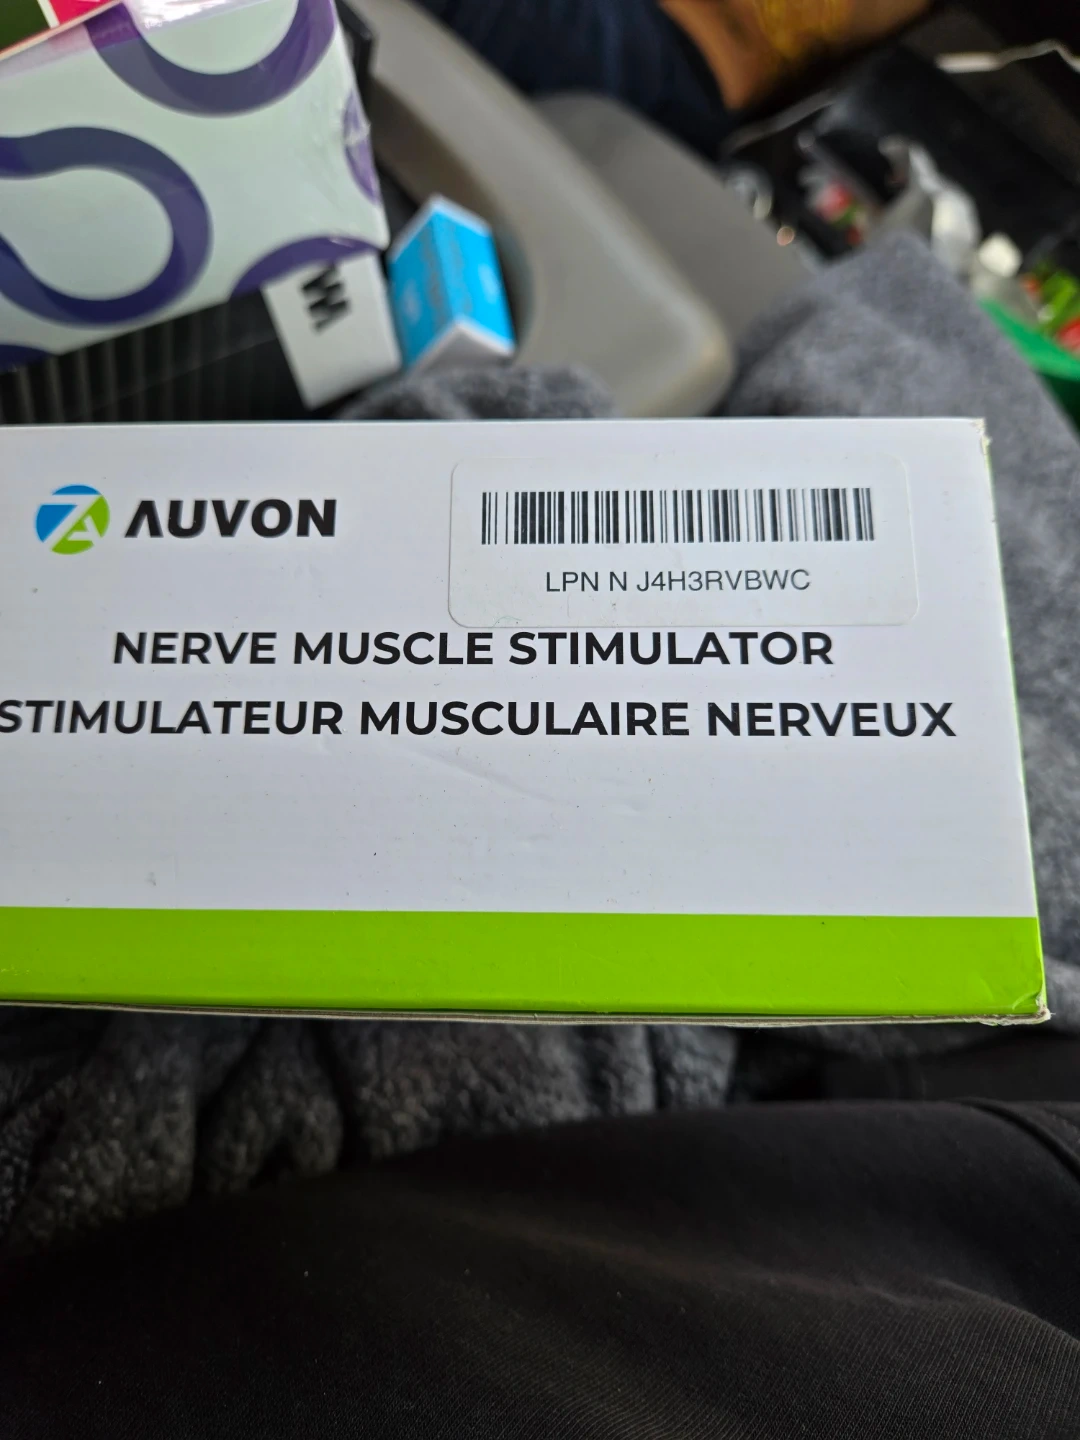 W
AUVON
LPN N J4H3RVBWC
NERVE MUSCLE STIMULATOR
STIMULATEUR MUSCULAIRE NERVEUX